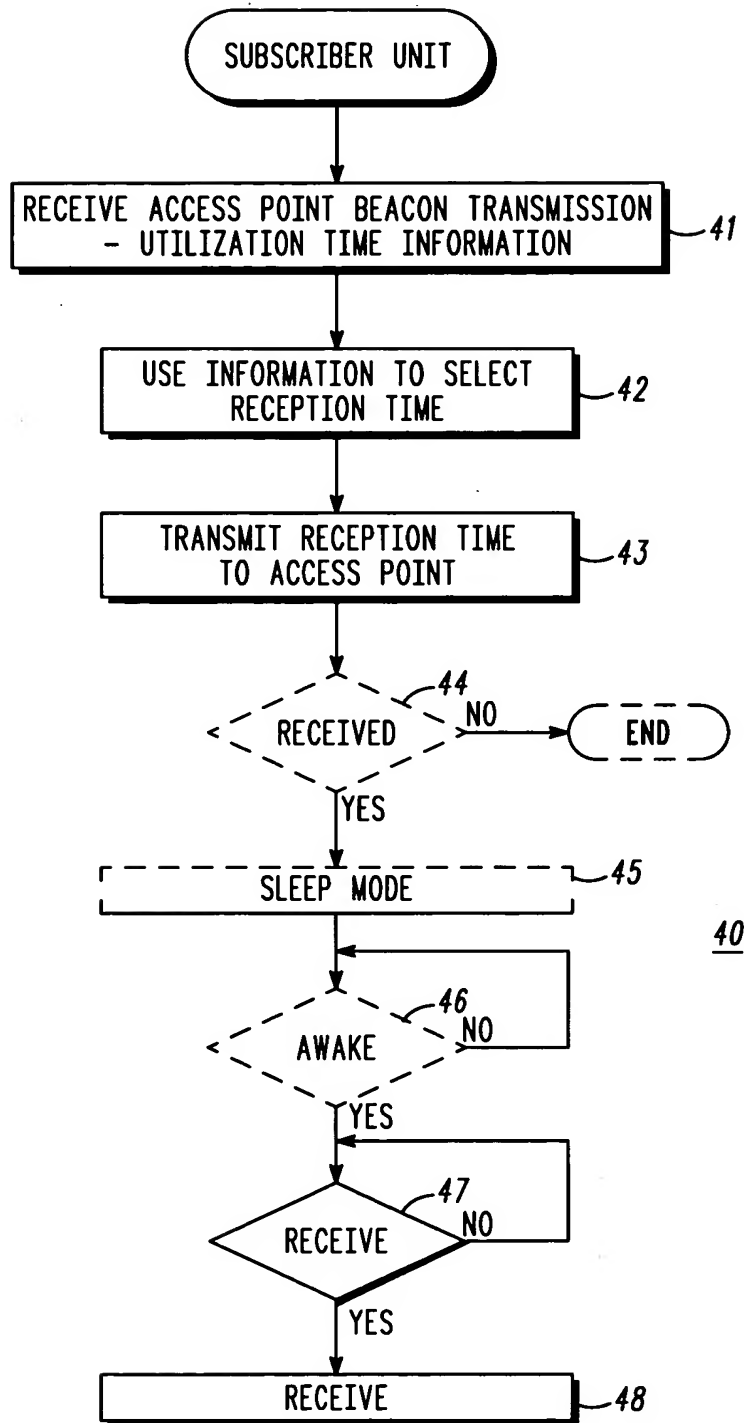 SUBSCRIBER UNIT
RECEIVE ACCESS POINT BEACON TRANSMISSION
- UTILIZATION TIME INFORMATION
41
USE INFORMATION TO SELECT
RECEPTION TIME
42
TRANSMIT RECEPTION TIME
TO ACCESS POINT
43
44
RECEIVED
NO
END
YES
SLEEP MODE
45
40
46
AWAKE
NO
YES
47
RECEIVE
NO
YES
RECEIVE
48